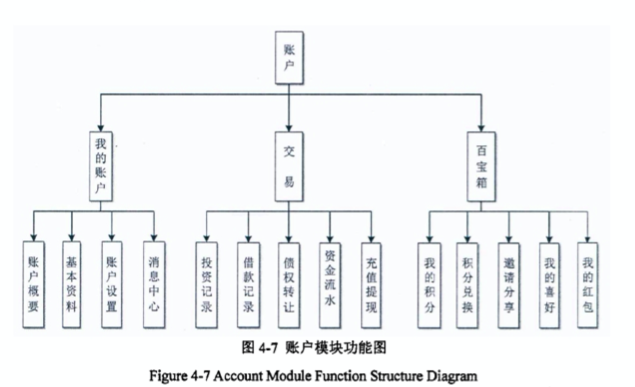 账户
我的账户
交易
百宝箱
账户概要
基本资料
账户设置
消息中心
投资记录
借款记录
债权转让
资金流水
充值提现
我的积分
积分兑换
邀请分享
我的喜好
我的红包
图 4-7 账户模块功能图
Figure 4-7 Account Module Function Structure Diagram